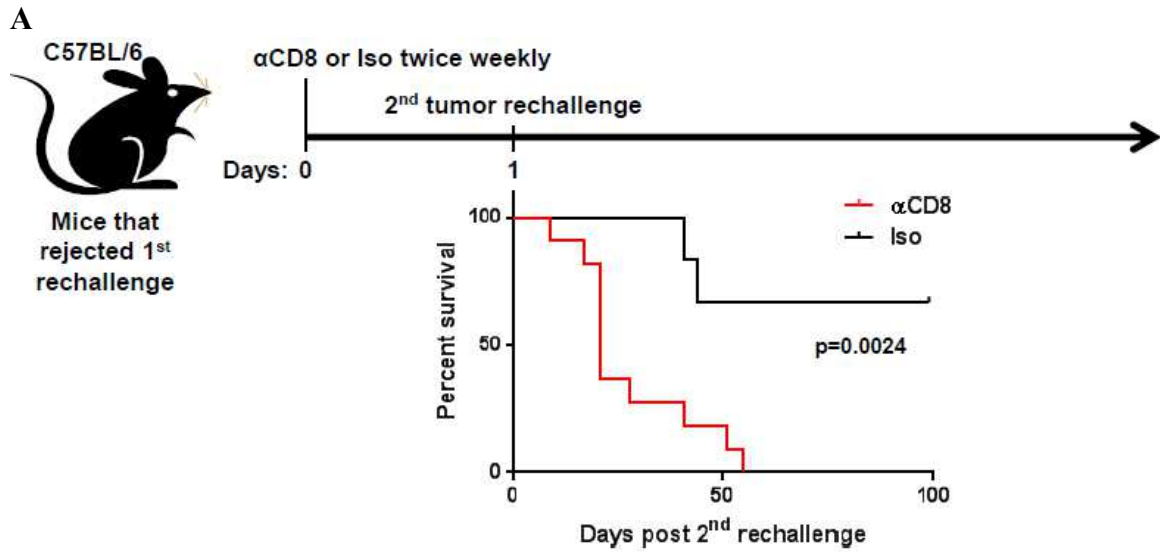 A
C57BL/6
αCD8 or Iso twice weekly
2nd tumor rechallenge
Days: 0
1
Mice that
rejected 1st
rechallenge
αCD8
Iso
100
50
0
Percent survival
p=0.0024
0
50
100
Days post 2nd rechallenge